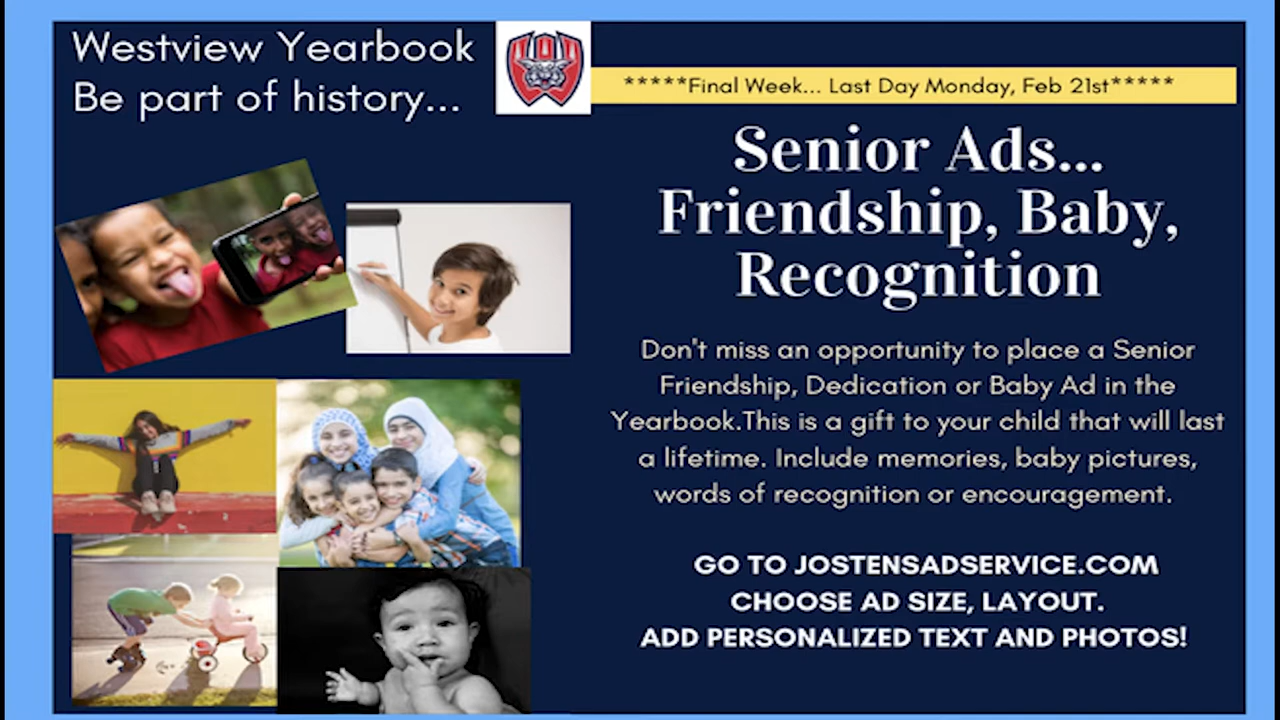 Westview Yearbook
Be part of history...
*****Final Week... Last Day Monday, Feb 21st*****
Senior Ads...
Friendship, Baby,
Recognition
Don't miss an opportunity to place a Senior
Friendship, Dedication or Baby Ad in the
Yearbook.This is a gift to your child that will last
a lifetime. Include memories, baby pictures,
words of recognition or encouragement.
GO TO JOSTENSADSERVICE.COM
CHOOSE AD SIZE, LAYOUT.
ADD PERSONALIZED TEXT AND PHOTOS!